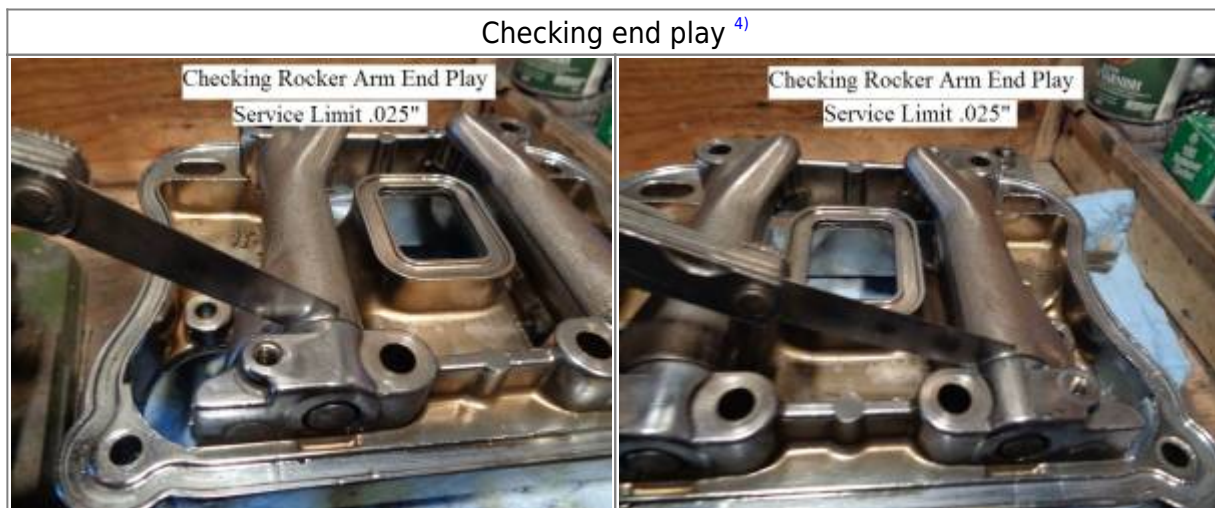 Checking end play 4)
Checking Rocker Arm End Play
Service Limit .025"
Checking Rocker Arm End Play
Service Limit .025"